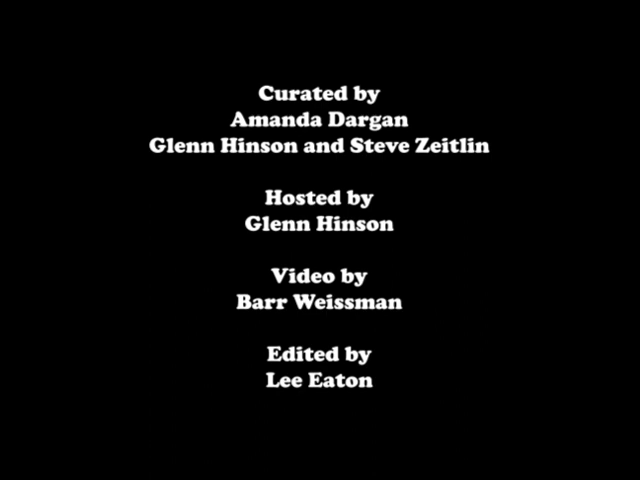 Curated by
Amanda Dargan
Glenn Hinson and Steve Zeitlin
Hosted by
Glenn Hinson
Video by
Barr Weissman
Edited by
Lee Eaton